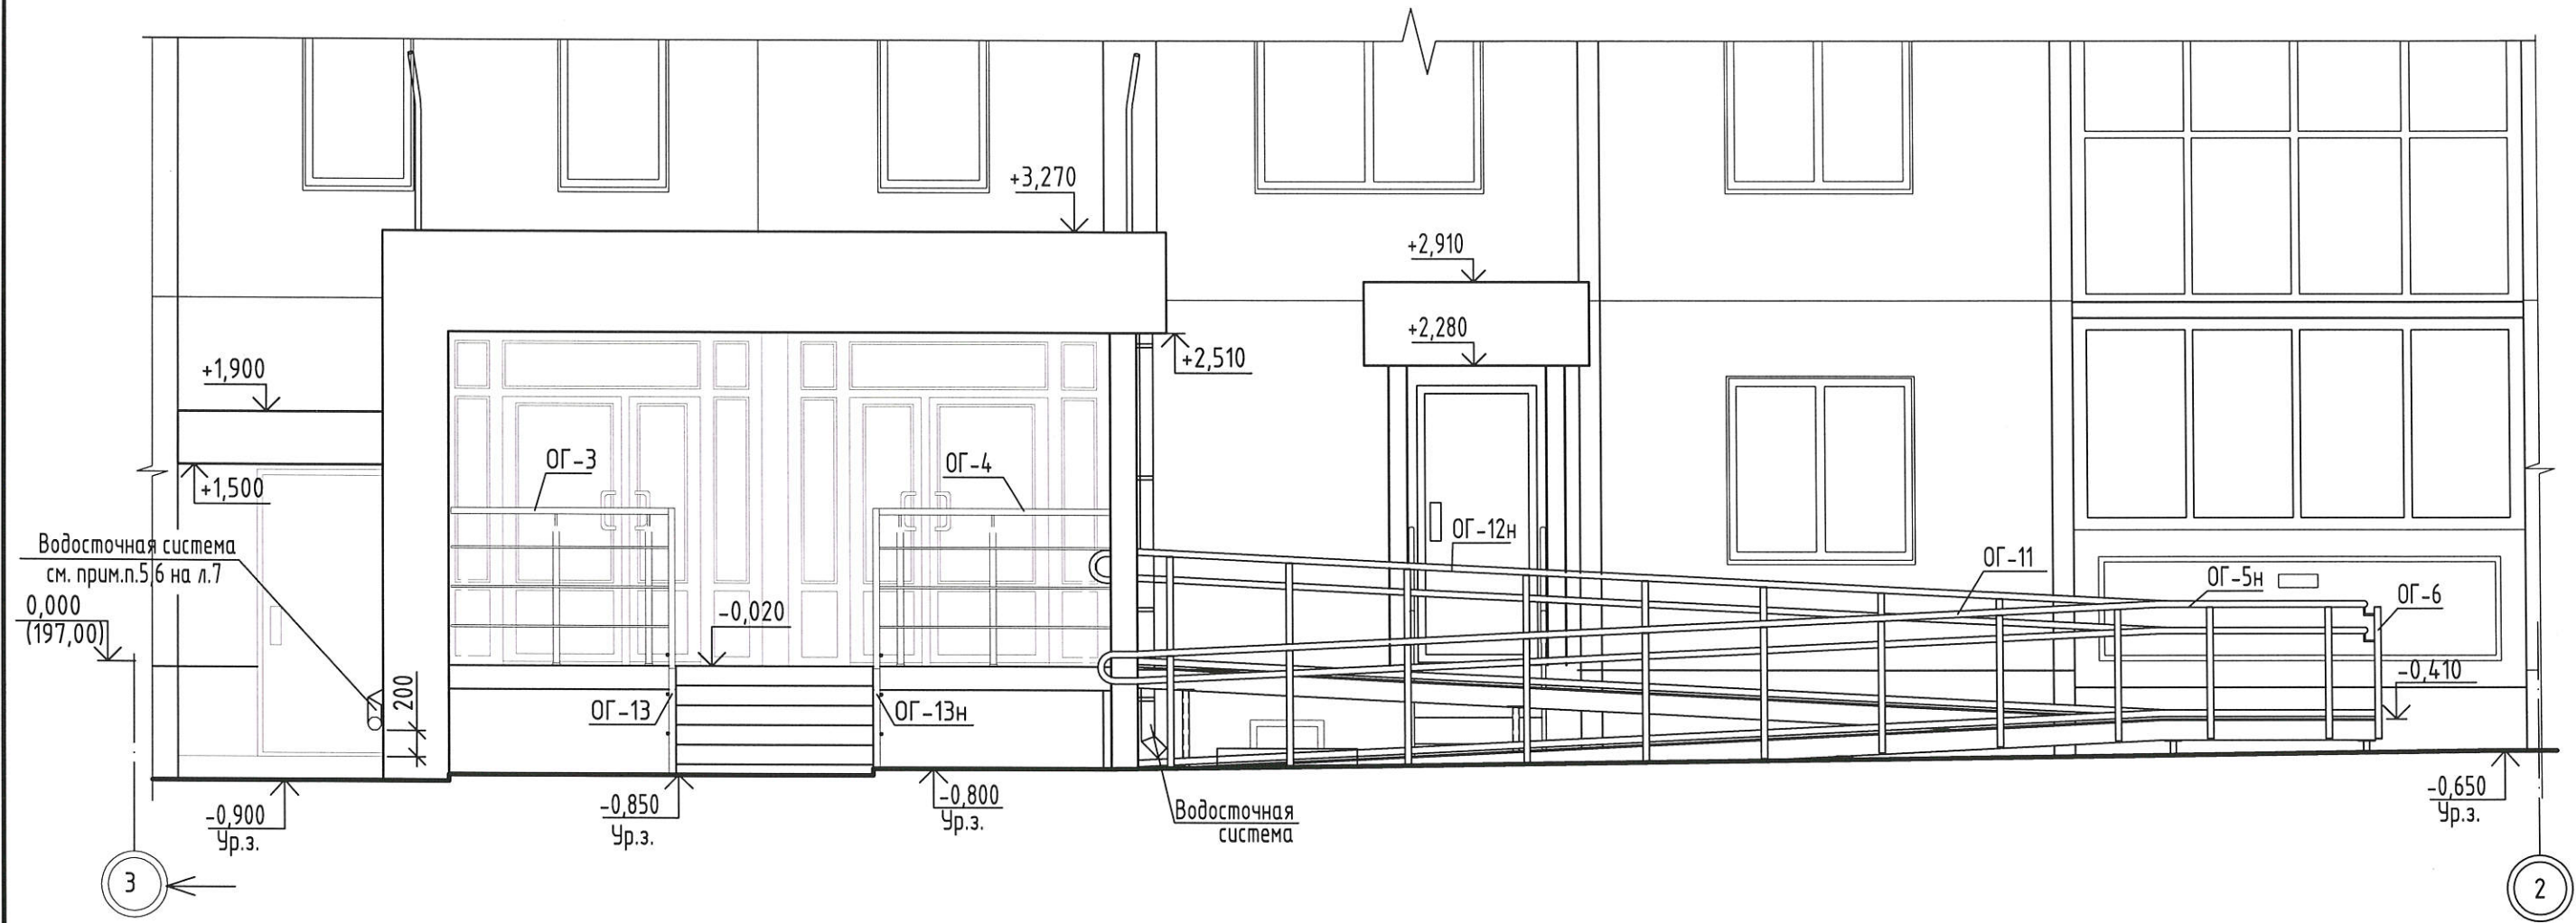 +3,270
+2,910
+2,280
+2,510
+1,900
+1,500
ОГ-3
ОГ-4
ОГ-12н
ОГ-11
ОГ-5н
ОГ-6
Водосточная система
см. прим.п.5,6 на л.7
0,000
(197,00)
-0,020
-0,410
200
ОГ-13
ОГ-13н
-0,900
Ур.з.
-0,850
Ур.з.
-0,800
Ур.з.
Водосточная
система
-0,650
Ур.з.
3
2